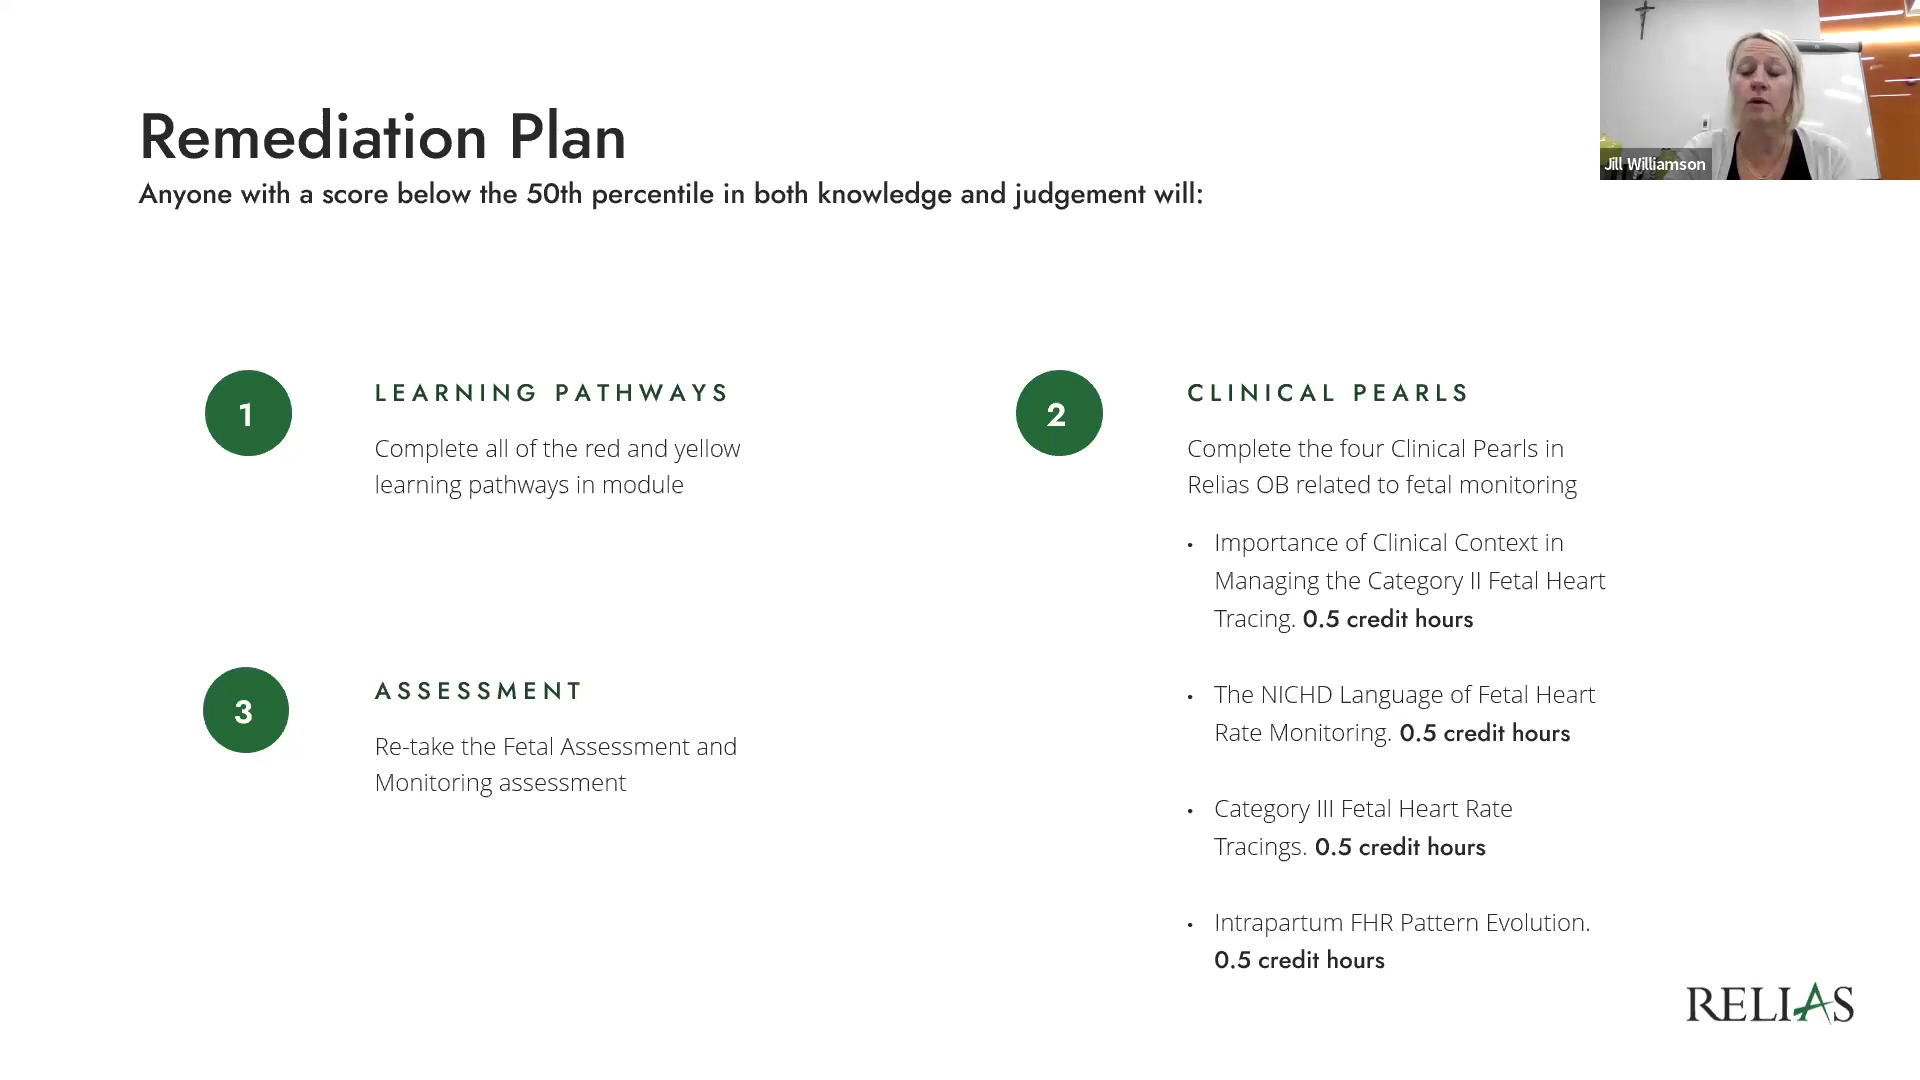 Remediation Plan
Anyone with a score below the 50th percentile in both knowledge and judgement will:
Jill Williamson
1
LEARNING PATHWAYS
Complete all of the red and yellow
learning pathways in module
2
CLINICAL PEARLS
Complete the four Clinical Pearls in
Relias OB related to fetal monitoring
• Importance of Clinical Context in
Managing the Category II Fetal Heart
Tracing. 0.5 credit hours
• The NICHD Language of Fetal Heart
Rate Monitoring. 0.5 credit hours
• Category III Fetal Heart Rate
Tracings. 0.5 credit hours
• Intrapartum FHR Pattern Evolution.
0.5 credit hours
3
ASSESSMENT
Re-take the Fetal Assessment and
Monitoring assessment
RELIAS